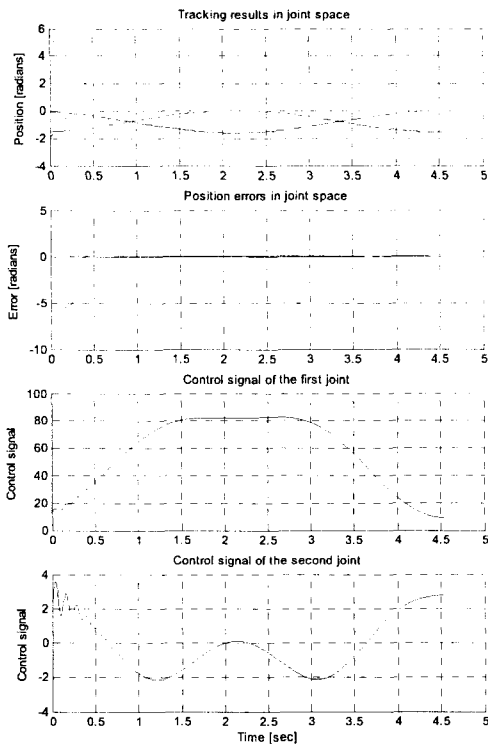 Tracking results in joint space
6
4
2
0
-2
-4
Position [radians]
0 0.5 1 1.5 2 2.5 3 3.5 4 4.5 5
Position errors in joint space
5
0
-5
-10
Error [radians]
0 0.5 1 1.5 2 2.5 3 3.5 4 4.5 5
Control signal of the first joint
100
80
60
40
20
0
Control signal
0 0.5 1 1.5 2 2.5 3 3.5 4 4.5 5
Control signal of the second joint
4
2
0
-2
-4
Control signal
0 0.5 1 1.5 2 2.5 3 3.5 4 4.5 5
Time [sec]